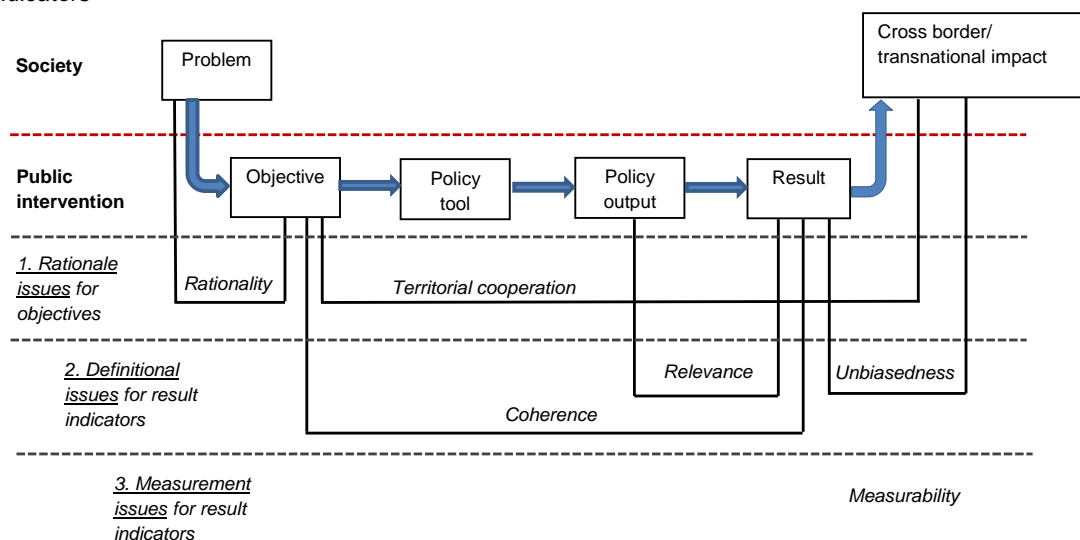 Cross border/
transnational impact
Society
Problem
Public
intervention
Objective
Policy
tool
Policy
output
Result
1. Rationale
issues for
objectives
Rationality
Territorial cooperation
2. Definitional
issues for result
indicators
Relevance
Unbiasedness
Coherence
3. Measurement
issues for result
indicators
Measurability